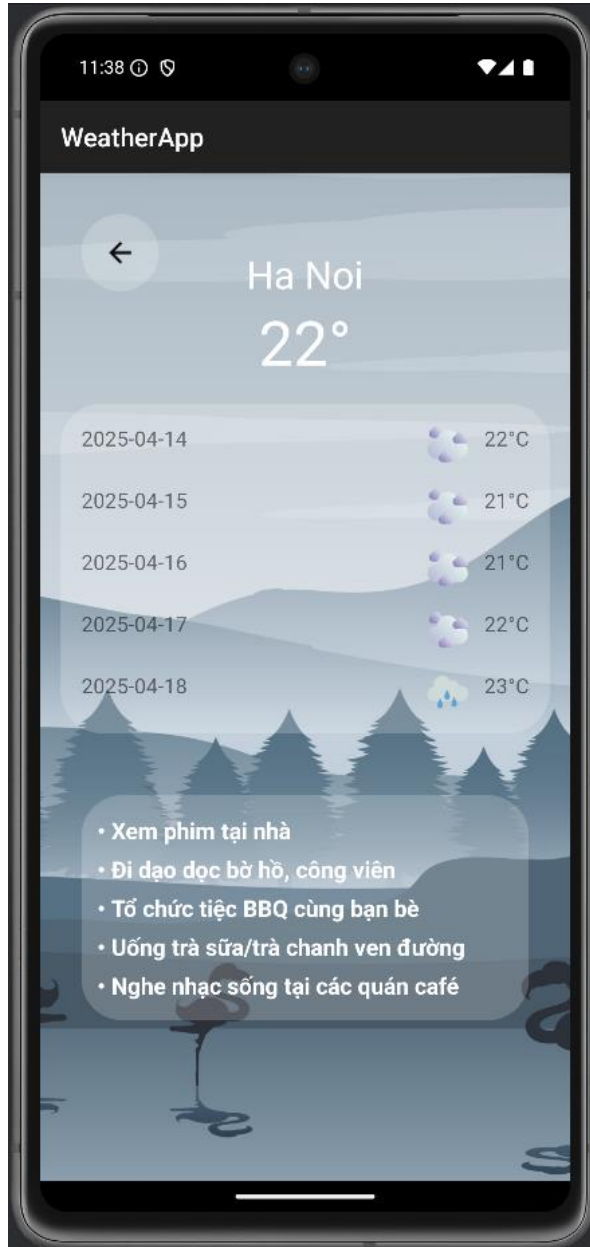 11:38
WeatherApp
Ha Noi
22°
2025-04-14 22°C
2025-04-15 21°C
2025-04-16 21°C
2025-04-17 22°C
2025-04-18 23°C
• Xem phim tại nhà
• Đi dạo dọc bờ hồ, công viên
• Tổ chức tiệc BBQ cùng bạn bè
• Uống trà sữa/trà chanh ven đường
• Nghe nhạc sống tại các quán café